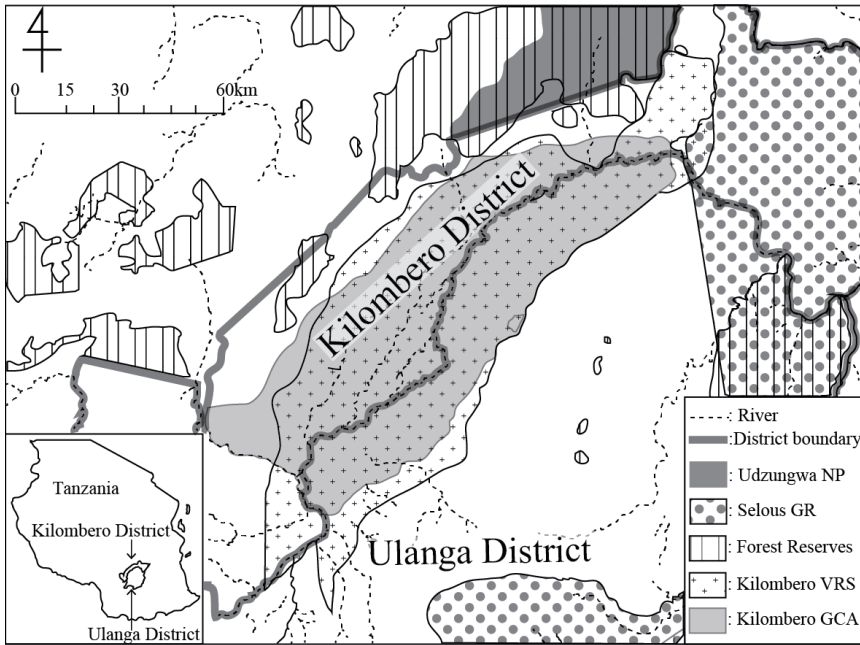 4
0 15 30 60km
Kilombero District
Ulanga District
Tanzania
Kilombero District
Ulanga District
: River
:District boundary
: Udzungwa NP
: Selous GR
: Forest Reserves
: Kilombero VRS
: Kilombero GCA